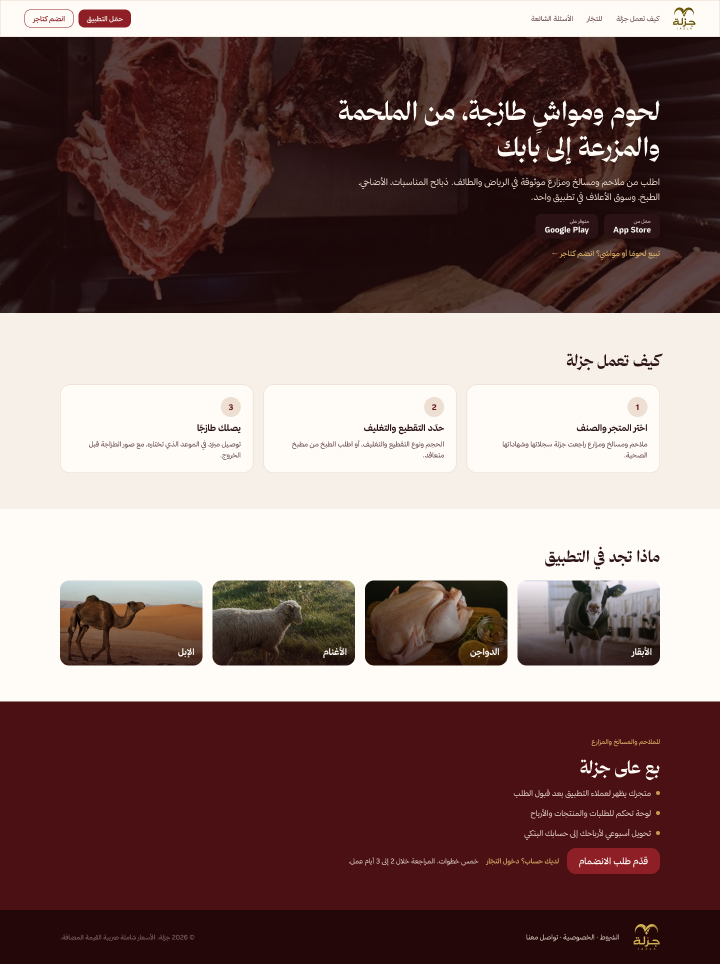 جزلة
JAZLA
كيف تعمل جزلة
للتجار
الأسئلة الشائعة
حمّل التطبيق
انضم كتاجر
لحوم ومواشٍ طازجة، من الملحمة
والمزرعة إلى بابك
اطلب من ملاحم ومسالخ ومزارع موثوقة في الرياض والطائف. ذبائح المناسبات، الأضاحي،
الطبخ، وسوق الأعلاف في تطبيق واحد.
حمّل من
App Store
متوفر على
Google Play
تبيع لحومًا أو مواشي؟ انضم كتاجر ←
كيف تعمل جزلة
1
اختر المتجر والصنف
ملاحم ومسالخ ومزارع راجعت جزلة سجلاتها وشهاداتها
الصحية.
2
حدّد التقطيع والتغليف
الحجم ونوع التقطيع والتغليف، أو اطلب الطبخ من مطبخ
متعاقد.
3
يصلك طازجًا
توصيل مبرّد في الموعد الذي تختاره، مع صور الطزاجة قبل
الخروج.
ماذا تجد في التطبيق
الأبقار
الدواجن
الأغنام
الإبل
للملاحم والمسالخ والمزارع
بع على جزلة
متجرك يظهر لعملاء التطبيق بعد قبول الطلب
لوحة تحكم للطلبات والمنتجات والأرباح
تحويل أسبوعي لأرباحك إلى حسابك البنكي
قدّم طلب الانضمام
لديك حساب؟ دخول التجار
خمس خطوات. المراجعة خلال 2 إلى 3 أيام عمل.
جزلة
JAZLA
الشروط · الخصوصية · تواصل معنا
© 2026 جزلة. الأسعار شاملة ضريبة القيمة المضافة.